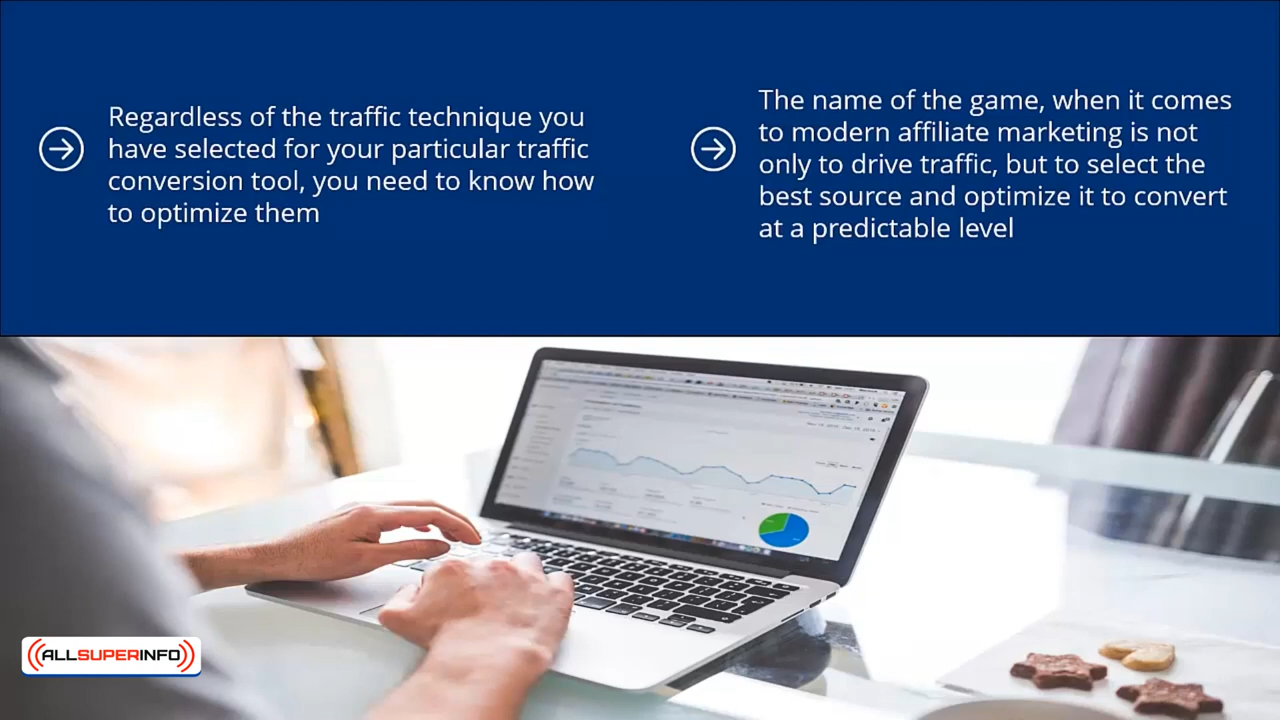 Regardless of the traffic technique you
have selected for your particular traffic
conversion tool, you need to know how
to optimize them
The name of the game, when it comes
to modern affiliate marketing is not
only to drive traffic, but to select the
best source and optimize it to convert
at a predictable level
ALLSUPERINFO